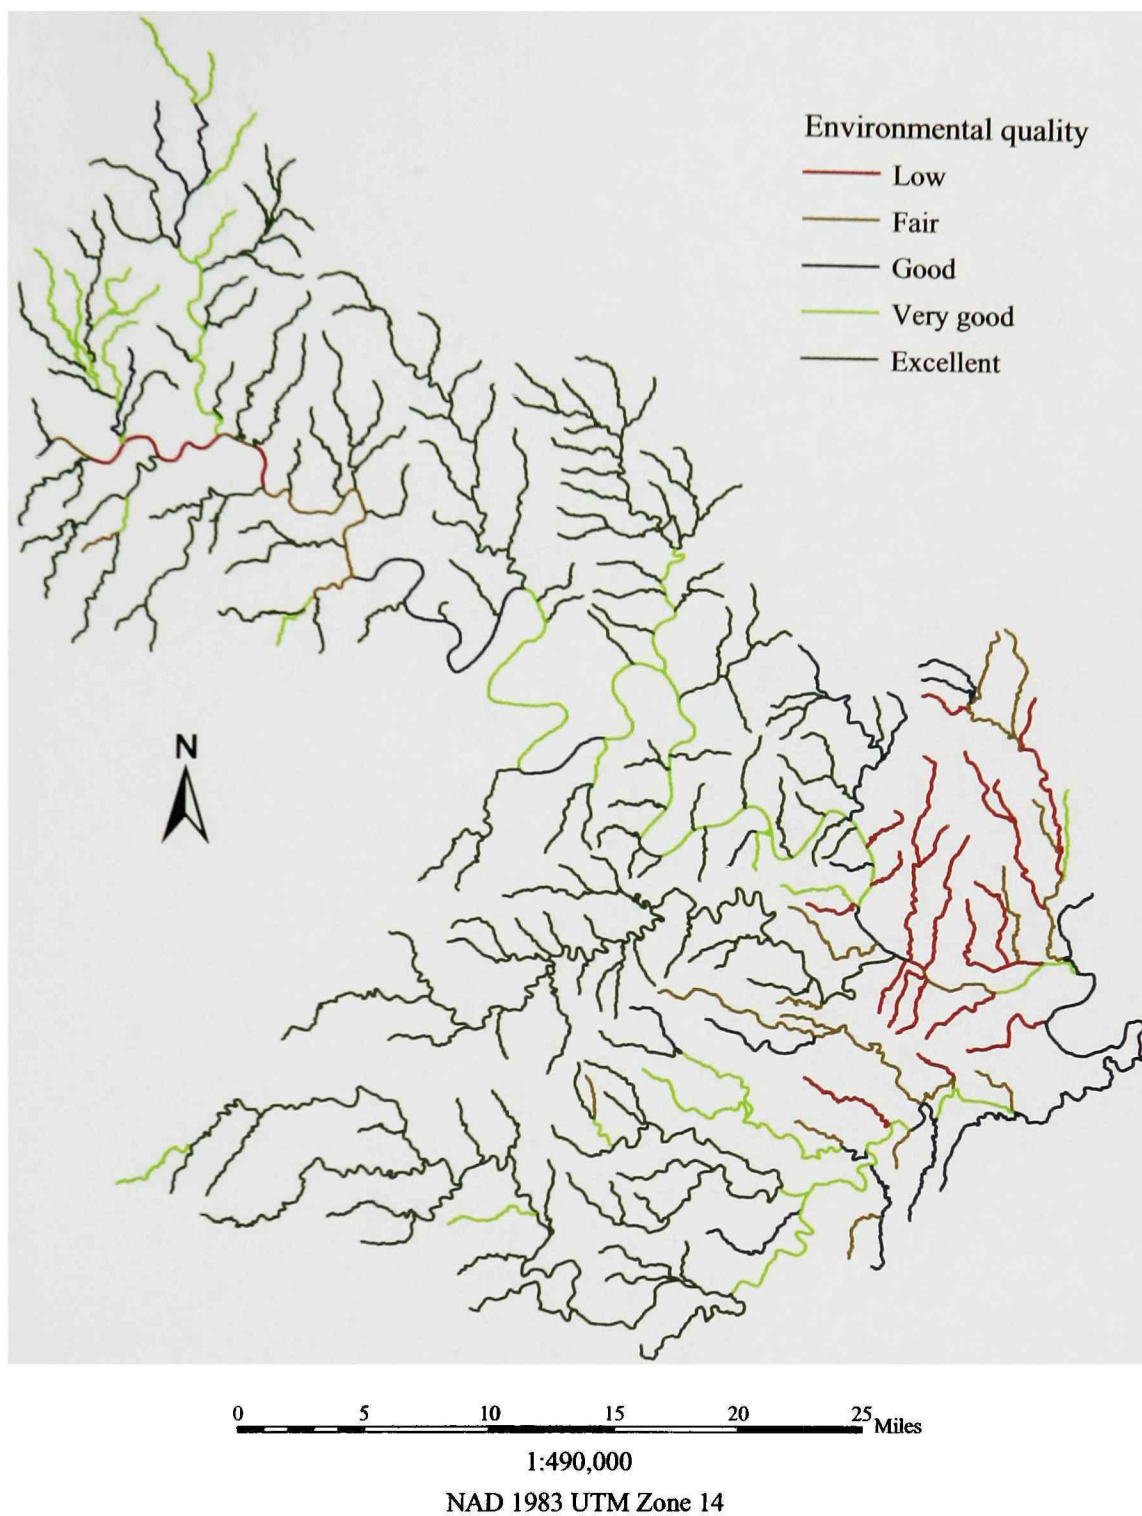 Environmental quality
Low
Fair
Good
Very good
Excellent
N
0 5 10 15 20 25 Miles
1:490,000
NAD 1983 UTM Zone 14